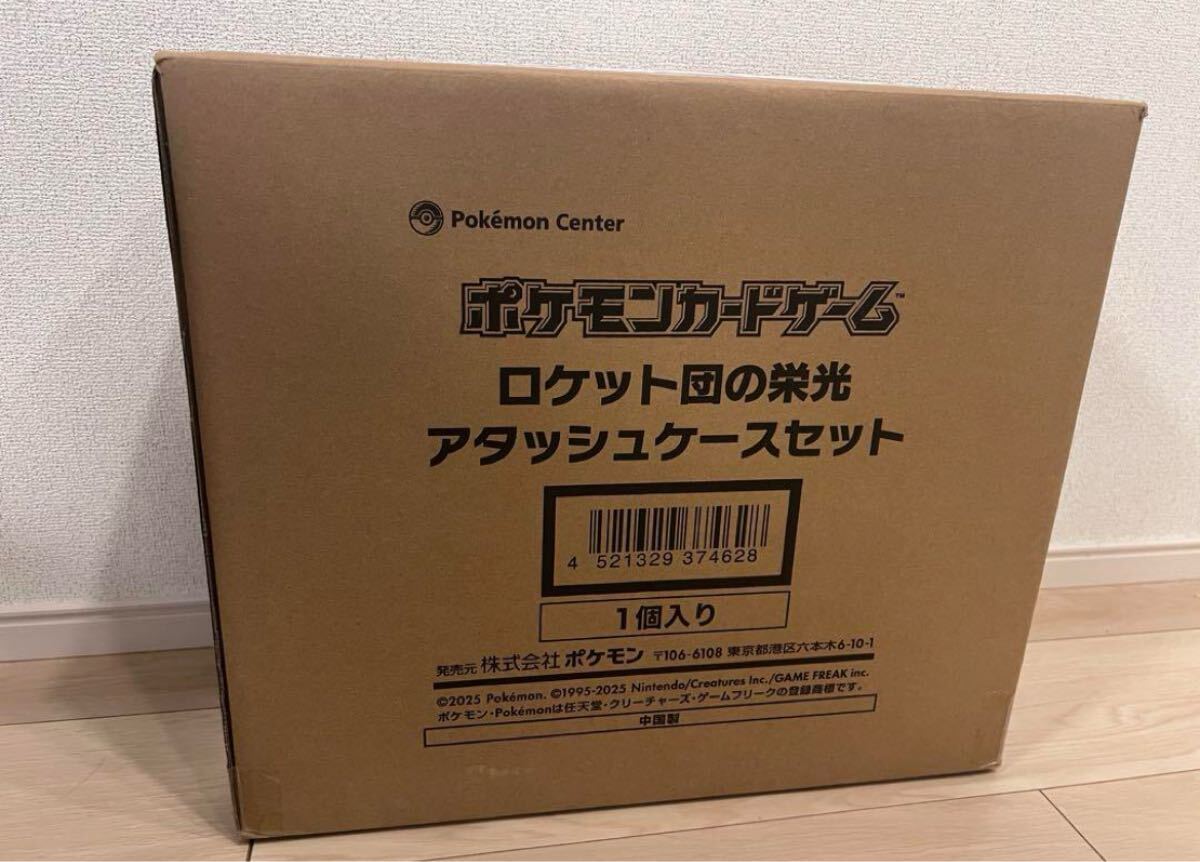 Pokémon Center
ポケモンカードゲーム™
ロケット団の栄光
アタッシュケースセット
4 521329 374628
1個入り
発売元 株式会社 ポケモン 〒106-6108 東京都港区六本木6-10-1
©2025 Pokémon. ©1995-2025 Nintendo/Creatures Inc./GAME FREAK inc.
ポケモン・Pokémonは任天堂・クリーチャーズ・ゲームフリークの登録商標です。
中国製